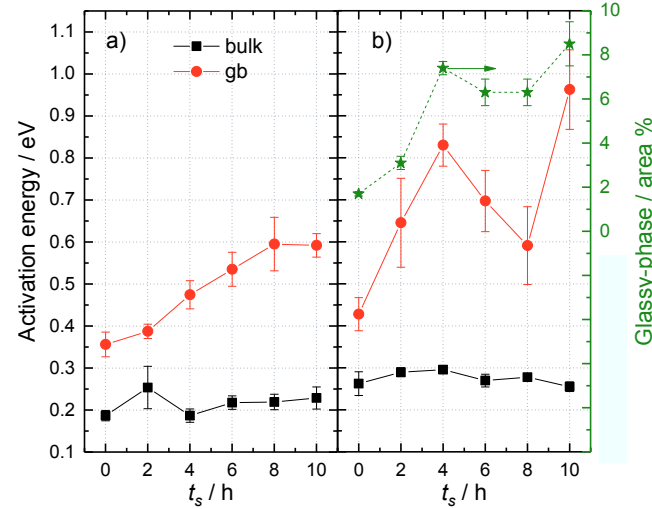 a)
bulk
gb
b)
Activation energy / eV
1.1
1.0
0.9
0.8
0.7
0.6
0.5
0.4
0.3
0.2
0.1
10
8
6
4
2
0
Glassy-phase / area %
0 2 4 6 8 10 0 2 4 6 8 10
ts / h ts / h